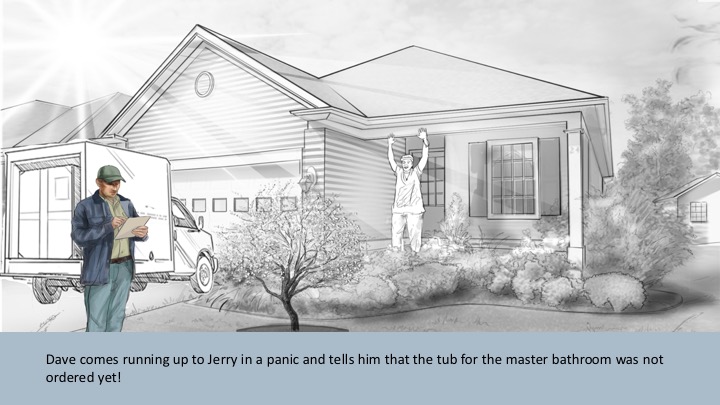 Dave comes running up to Jerry in a panic and tells him that the tub for the master bathroom was not
ordered yet!